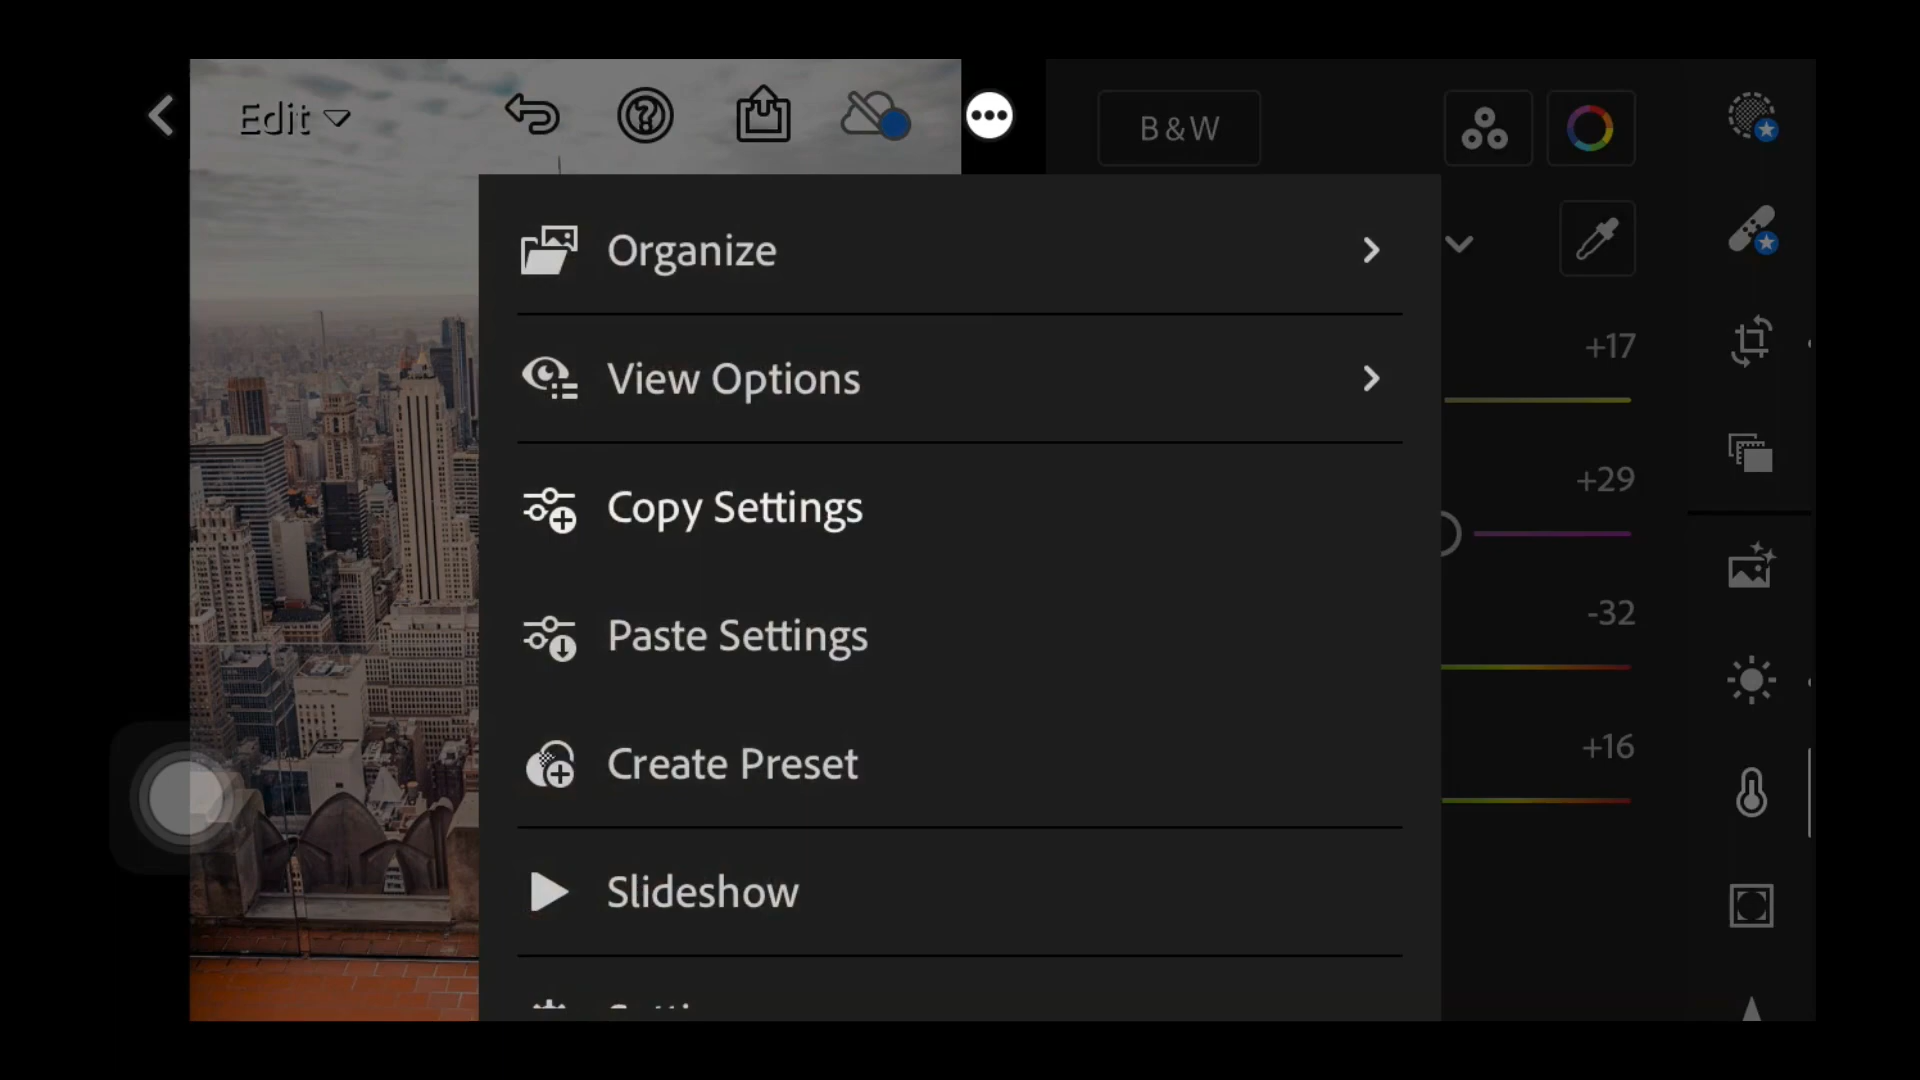 Edit
B&W
Organize
View Options
+17
+29
Copy Settings
-32
Paste Settings
+16
Create Preset
Slideshow